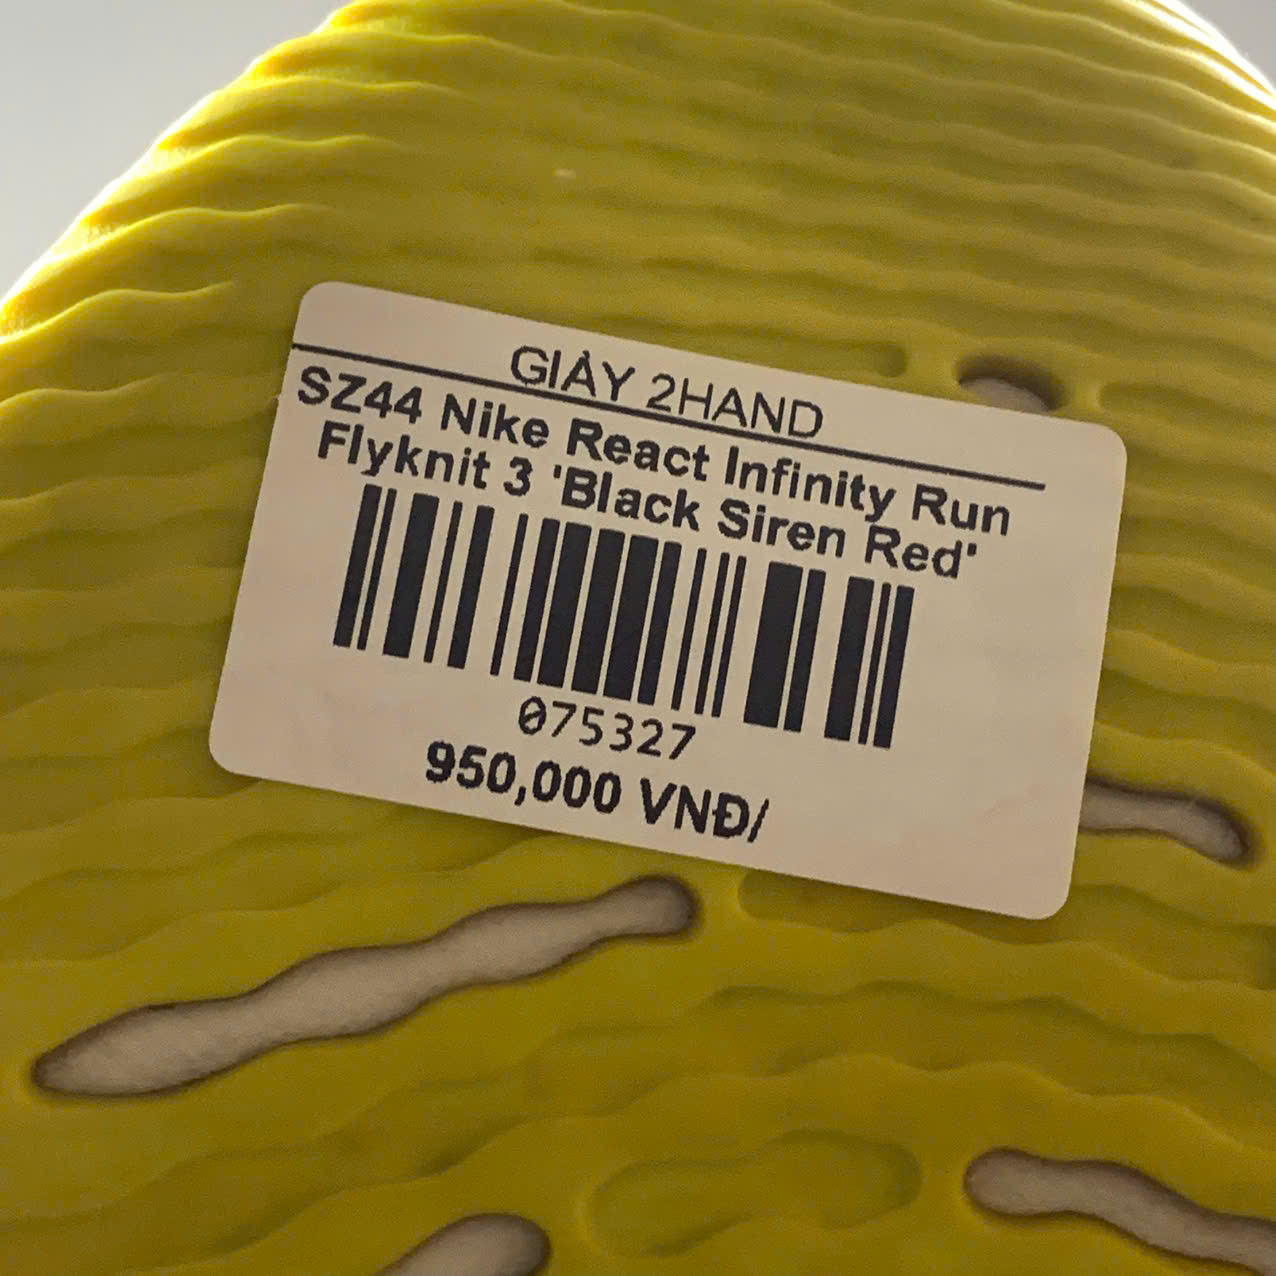 GIÀY 2HAND
SZ44 Nike React Infinity Run
Flyknit 3 'Black Siren Red'
075327
950,000 VNĐ/